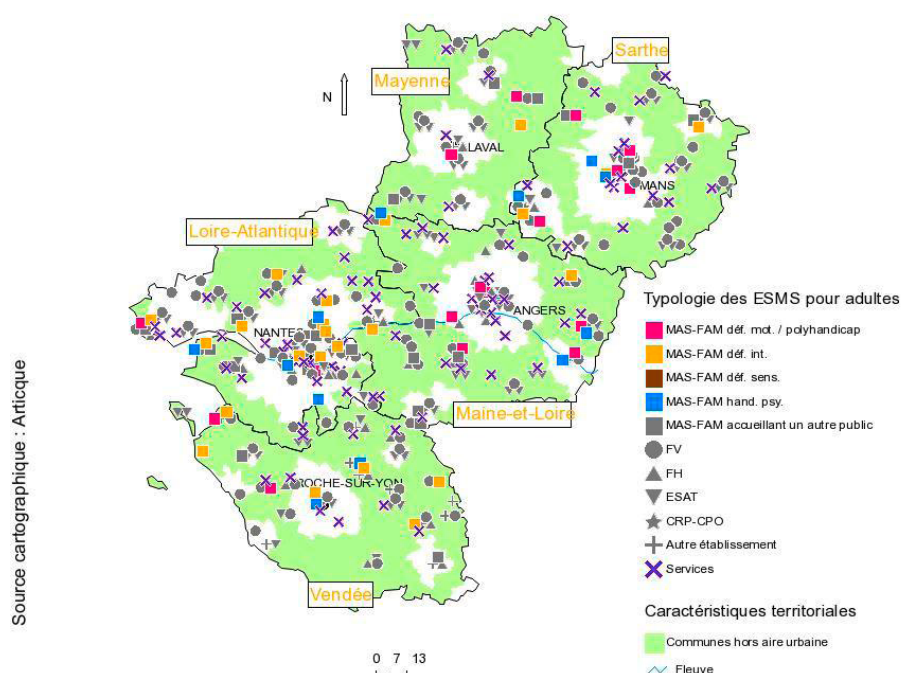 Sarthe
Mayenne
N
LAVAL
MANS
Loire-Atlantique
ANGERS
NANTES
Maine-et-Loire
ROCHE-SUR-YON
Vendée
0 7 13
Source cartographique : Articque
Typologie des ESMS pour adultes
MAS-FAM déf. mot. / polyhandicap
MAS-FAM déf. int.
MAS-FAM déf. sens.
MAS-FAM hand. psy.
MAS-FAM accueillant un autre public
FV
FH
ESAT
CRP-CPO
Autre établissement
Services
Caractéristiques territoriales
Communes hors aire urbaine
Fleuve